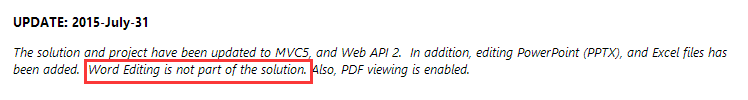 UPDATE: 2015-July-31
The solution and project have been updated to MVC5, and Web API 2.  In addition, editing PowerPoint (PPTX), and Excel files has
been added.  Word Editing is not part of the solution.  Also, PDF viewing is enabled.